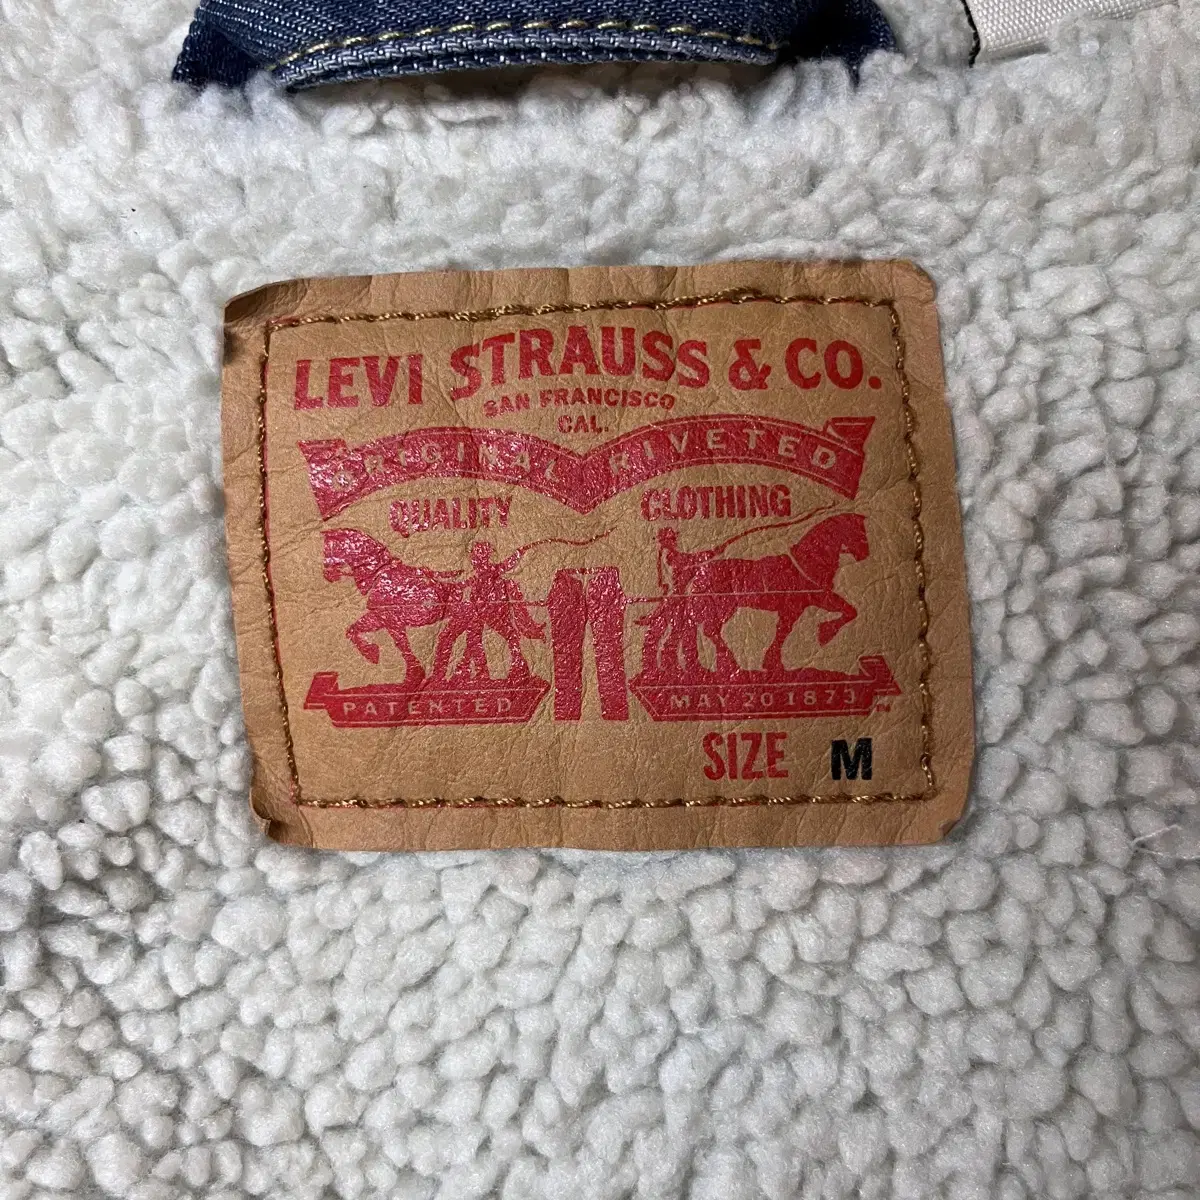 LEVI STRAUSS & CO.
SAN FRANCISCO
CAL.
ORIGINAL RIVETED
QUALITY CLOTHING
PATENTED MAY 20 1873
SIZE M